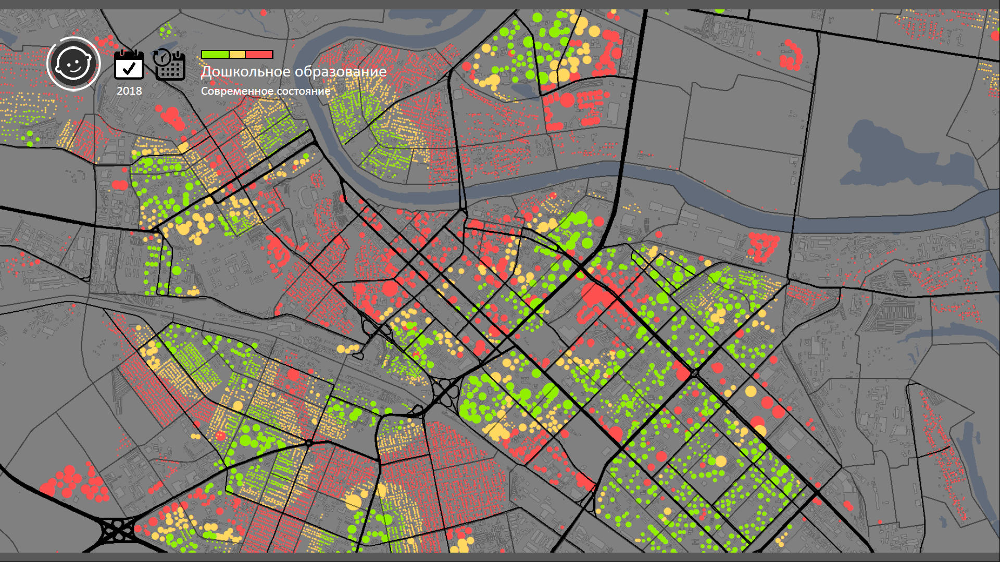 Дошкольное образование
2018
Современное состояние